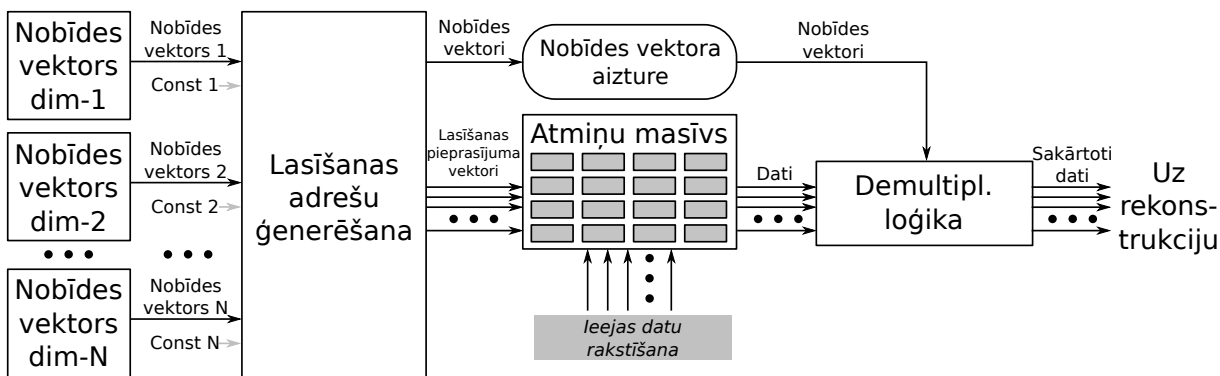 Nobīdes
vektors
dim-1
Nobīdes
vektors 1
Const 1
Nobīdes
vektors
dim-2
Nobīdes
vektors 2
Const 2
Nobīdes
vektors
dim-N
Nobīdes
vektors N
Const N
Lasīšanas
adrešu
ģenerēšana
Nobīdes
vektori
Nobīdes vektora
aizture
Nobīdes
vektori
Lasīšanas
pieprasījuma
vektori
Atmiņu masīvs
Ieejas datu
rakstīšana
Dati
Demultipl.
loģika
Sakārtoti
dati
Uz
rekons-
trukciju